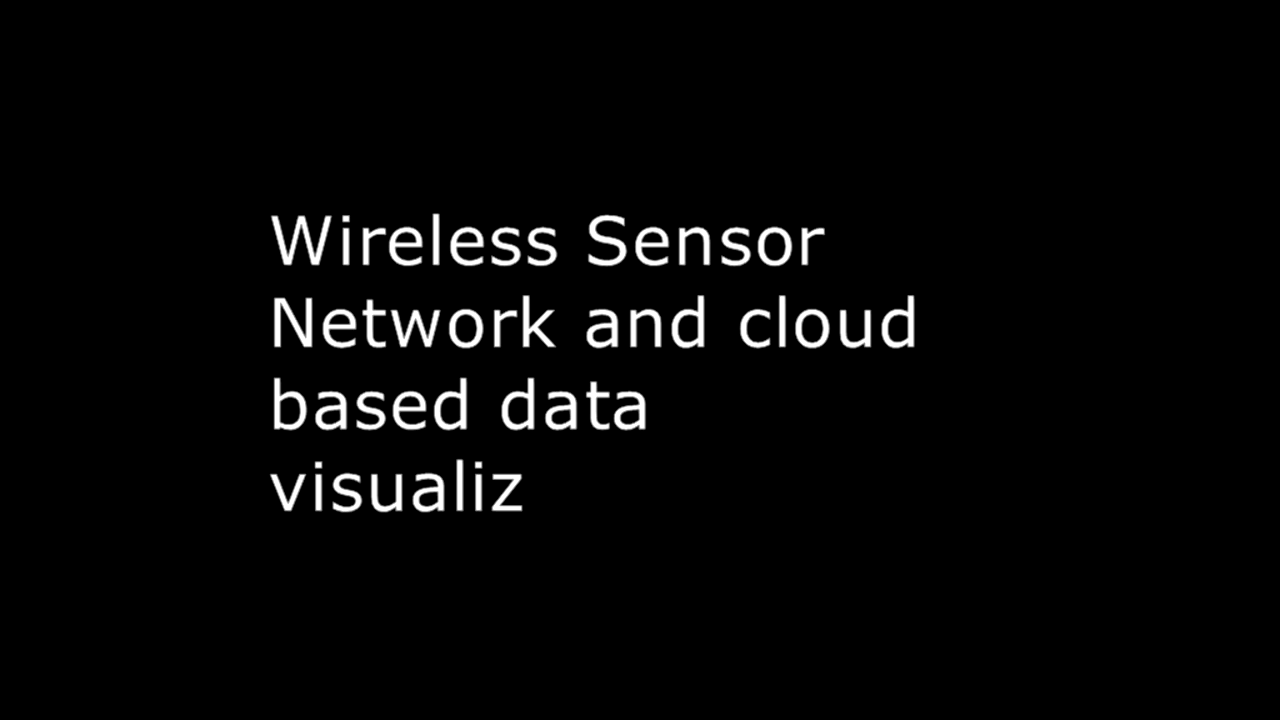 Wireless Sensor
Network and cloud
based data
visualiz